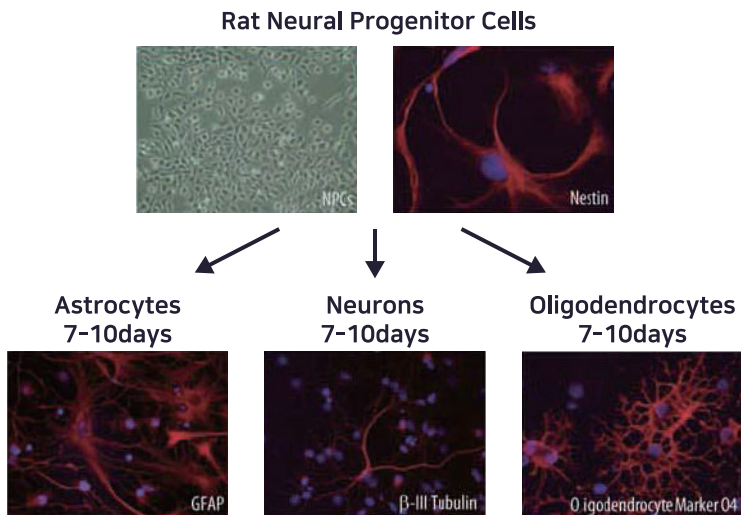 Rat Neural Progenitor Cells
NPCs
Nestin
Astrocytes
7-10days
Neurons
7-10days
Oligodendrocytes
7-10days
GFAP
β-III Tubulin
O igodendrocyte Marker O4